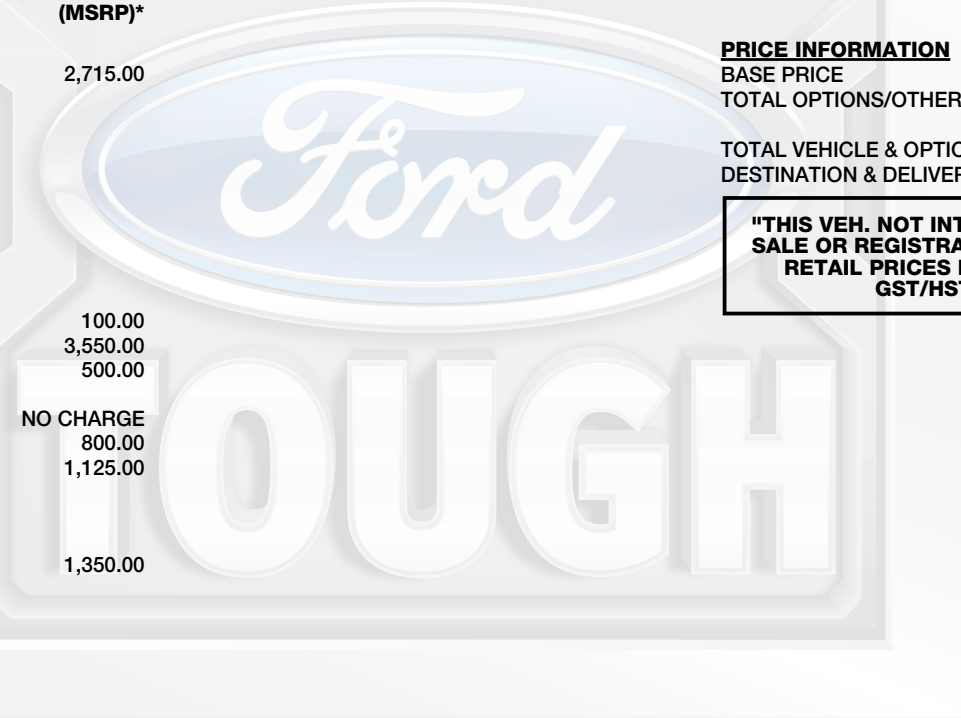 (MSRP)*
2,715.00
100.00
3,550.00
500.00
NO CHARGE
800.00
1,125.00
1,350.00
Ford
TOUGH
PRICE INFORMATION
BASE PRICE
TOTAL OPTIONS/OTHER
TOTAL VEHICLE & OPTIO
DESTINATION & DELIVER
"THIS VEH. NOT INT
SALE OR REGISTRA
RETAIL PRICES
GST/HST